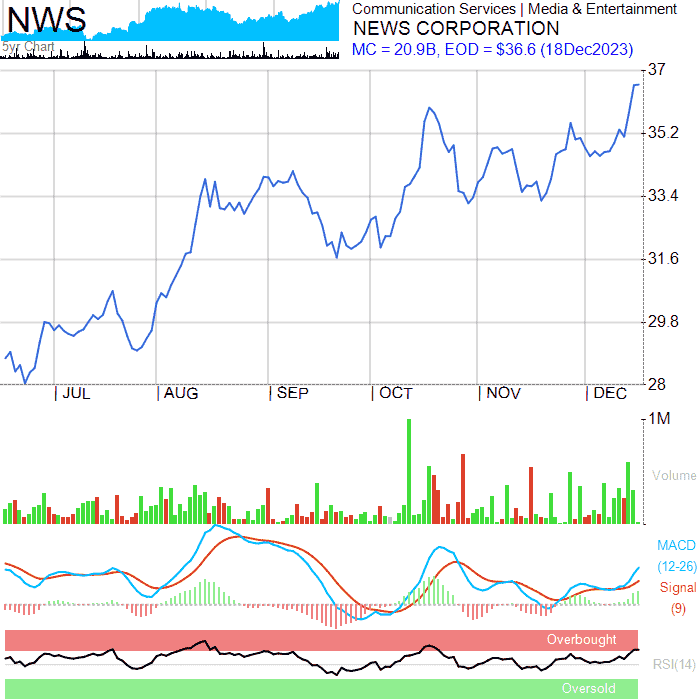 NWS
5yr Chart
Communication Services | Media & Entertainment
NEWS CORPORATION
MC = 20.9B, EOD = $36.6 (18Dec2023)
37
35.2
33.4
31.6
29.8
28
| JUL | AUG | SEP | OCT | NOV | DEC
1M
Volume
MACD
(12-26)
Signal
(9)
Overbought
RSI(14)
Oversold